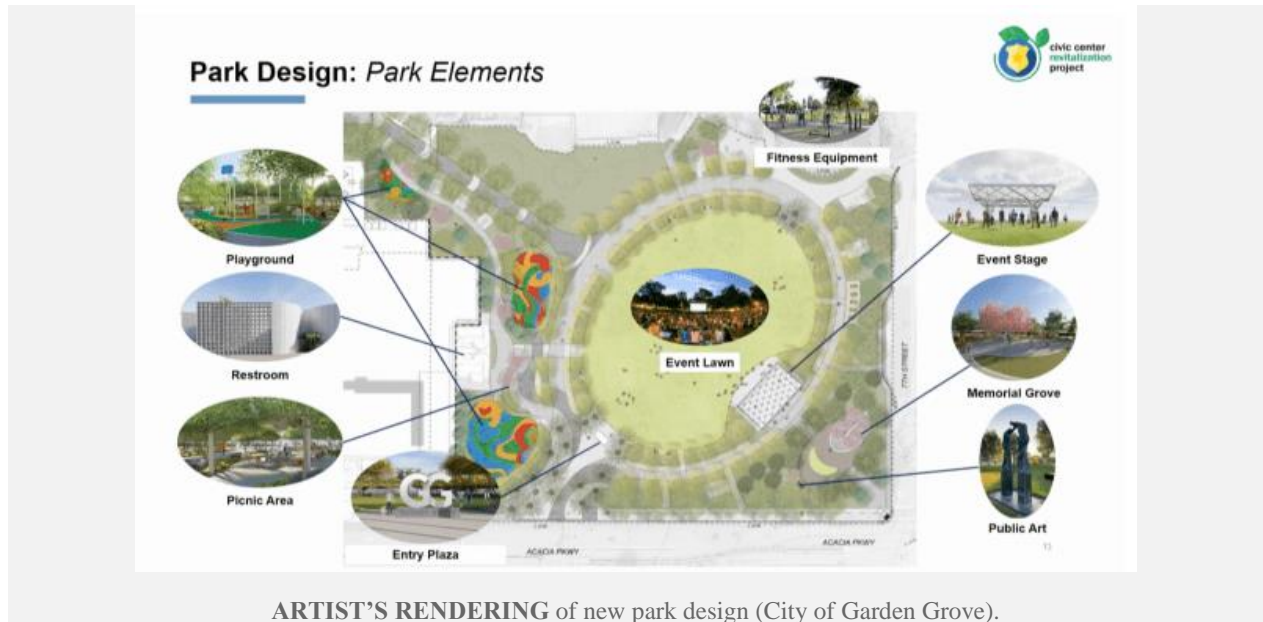 Park Design: Park Elements
civic center
revitalization
project
Fitness Equipment
Playground
Event Stage
Restroom
Event Lawn
7TH STREET
Memorial Grove
Picnic Area
GG
Public Art
Entry Plaza
ACACIA PKWY
ACACIA PKWY
13
ARTIST'S RENDERING of new park design (City of Garden Grove).